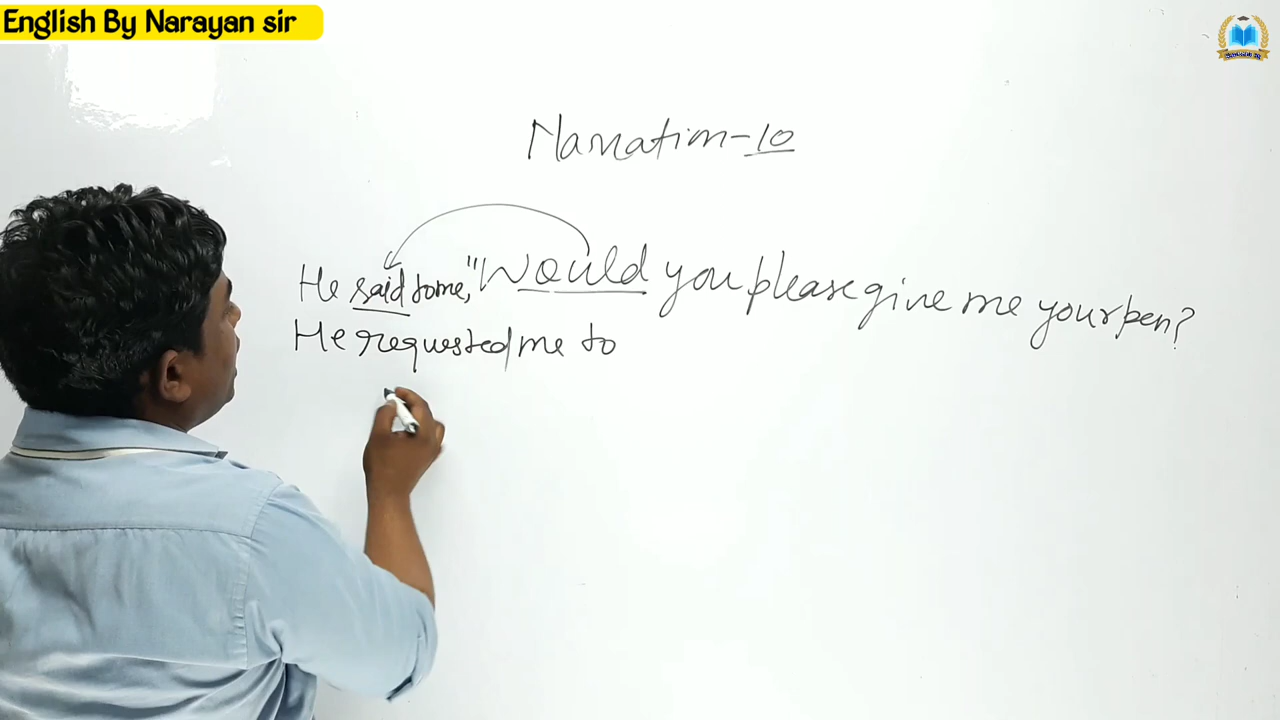 English By Narayan sir
Narration-10
He said to me, "Would you please give me your pen?
He requested me to